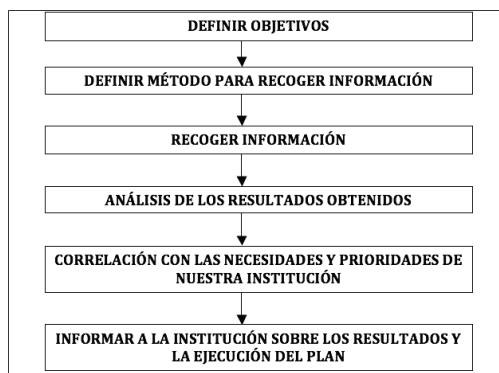 DEFINIR OBJETIVOS
DEFINIR MÉTODO PARA RECOGER INFORMACIÓN
RECOGER INFORMACIÓN
ANÁLISIS DE LOS RESULTADOS OBTENIDOS
CORRELACIÓN CON LAS NECESIDADES Y PRIORIDADES DE
NUESTRA INSTITUCIÓN
INFORMAR A LA INSTITUCIÓN SOBRE LOS RESULTADOS Y
LA EJECUCIÓN DEL PLAN